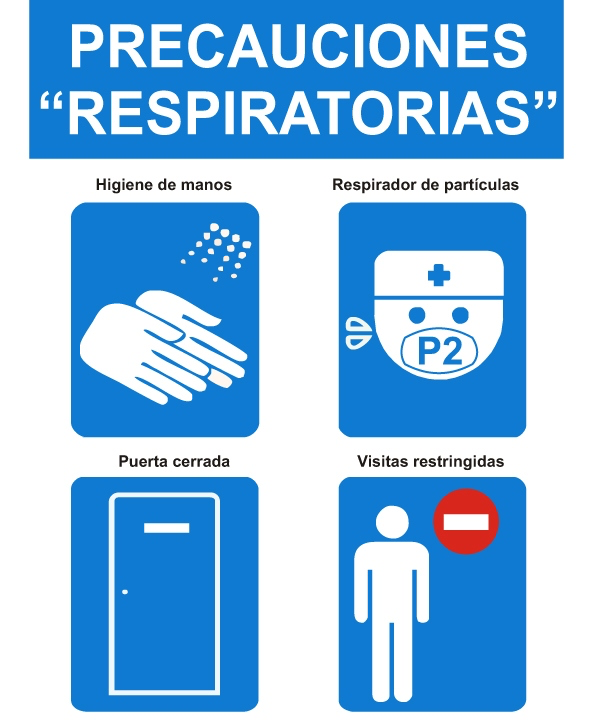 PRECAUCIONES
“RESPIRATORIAS”
Higiene de manos
Respirador de partículas
P2
Puerta cerrada
Visitas restringidas